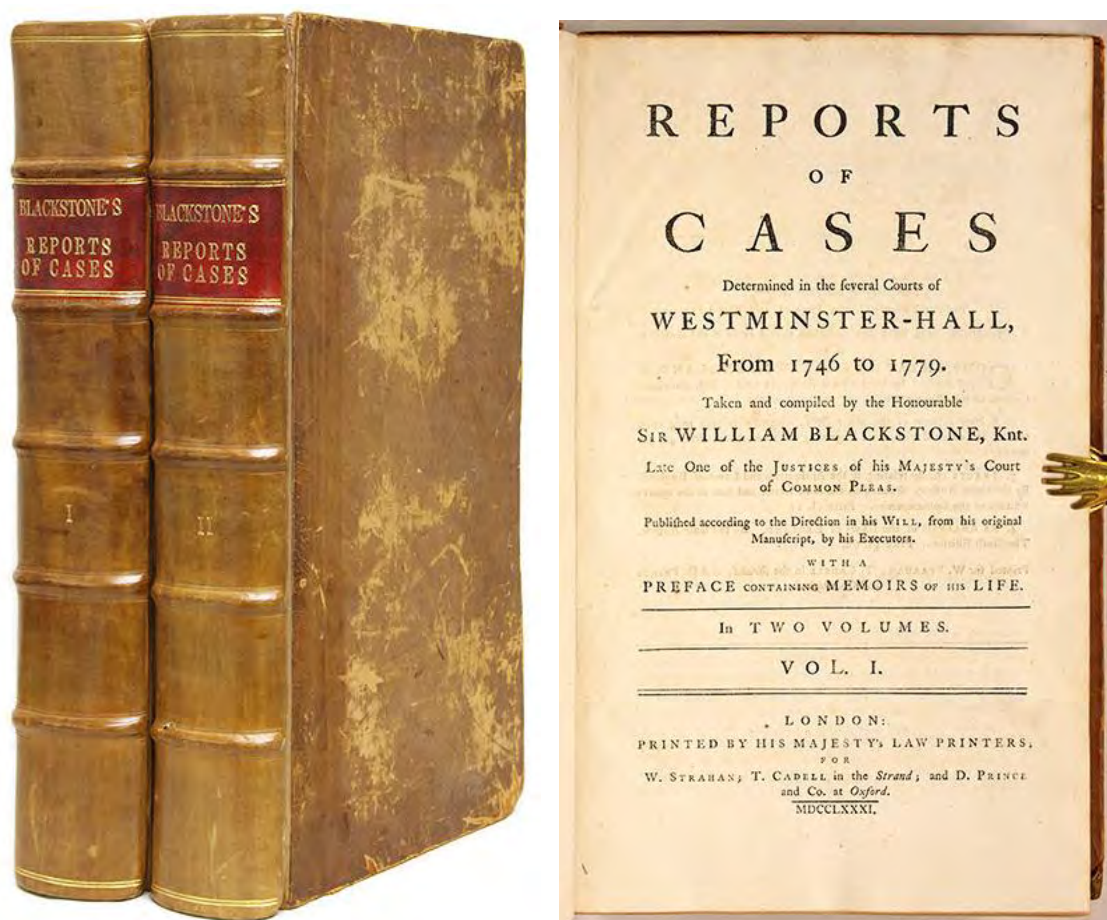 BLACKSTONE'S
REPORTS
OF CASES
I
BLACKSTONE'S
REPORTS
OF CASES
II
REPORTS
OF
CASES
Determined in the ſeveral Courts of
WESTMINSTER-HALL,
From 1746 to 1779.
Taken and compiled by the Honourable
SIR WILLIAM BLACKSTONE, Knt.
Late One of the JUSTICES of his MAJESTY's Court
of COMMON PLEAS.
Publiſhed according to the Direction in his WILL, from his original
Manuſcript, by his Executors.
WITH A
PREFACE CONTAINING MEMOIRS OF HIS LIFE.
In TWO VOLUMES.
VOL. I.
LONDON:
PRINTED BY HIS MAJESTY's LAW PRINTERS,
FOR
W. STRAHAN; T. CADELL in the Strand; and D. PRINCE
and Co. at Oxford.
MDCCLXXXI.